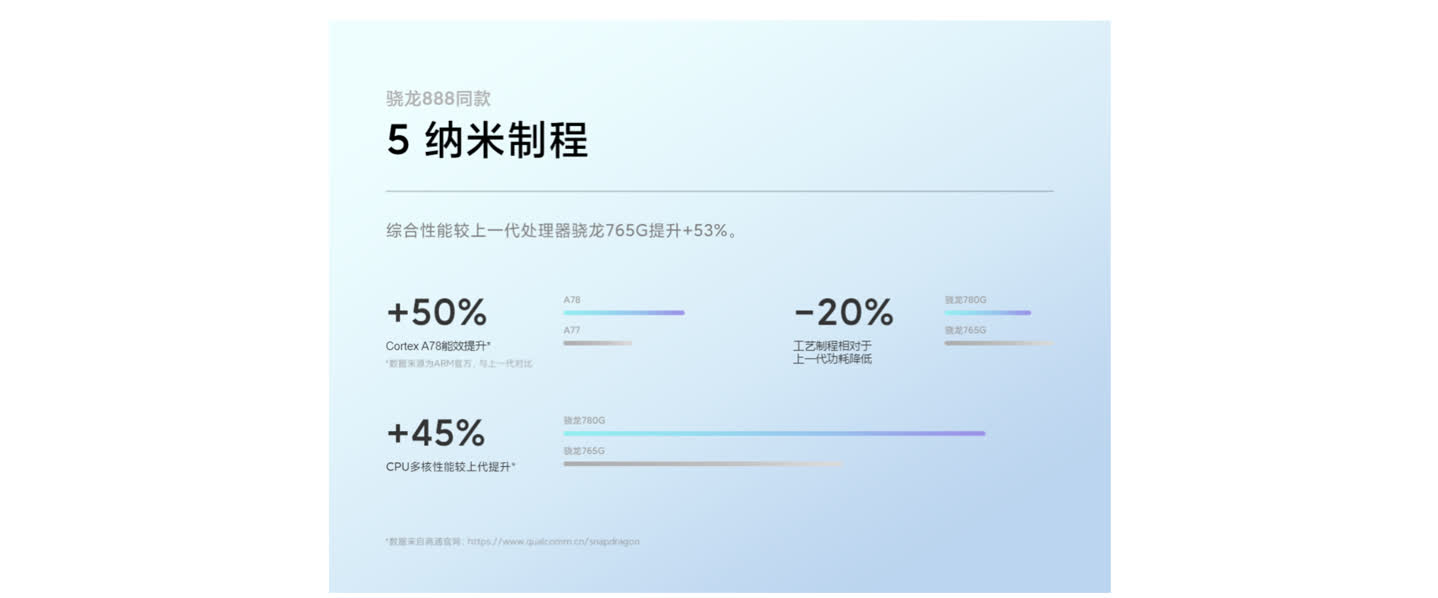 骁龙888同款
5 纳米制程
综合性能较上一代处理器骁龙765G提升+53%。
+50%
Cortex A78能效提升*
*数据来源为ARM官方，与上一代对比
A78
A77
-20%
工艺制程相对于
上一代功耗降低
骁龙780G
骁龙765G
+45%
CPU多核性能较上代提升*
骁龙780G
骁龙765G
*数据来自高通官网：https://www.qualcomm.cn/snapdragon